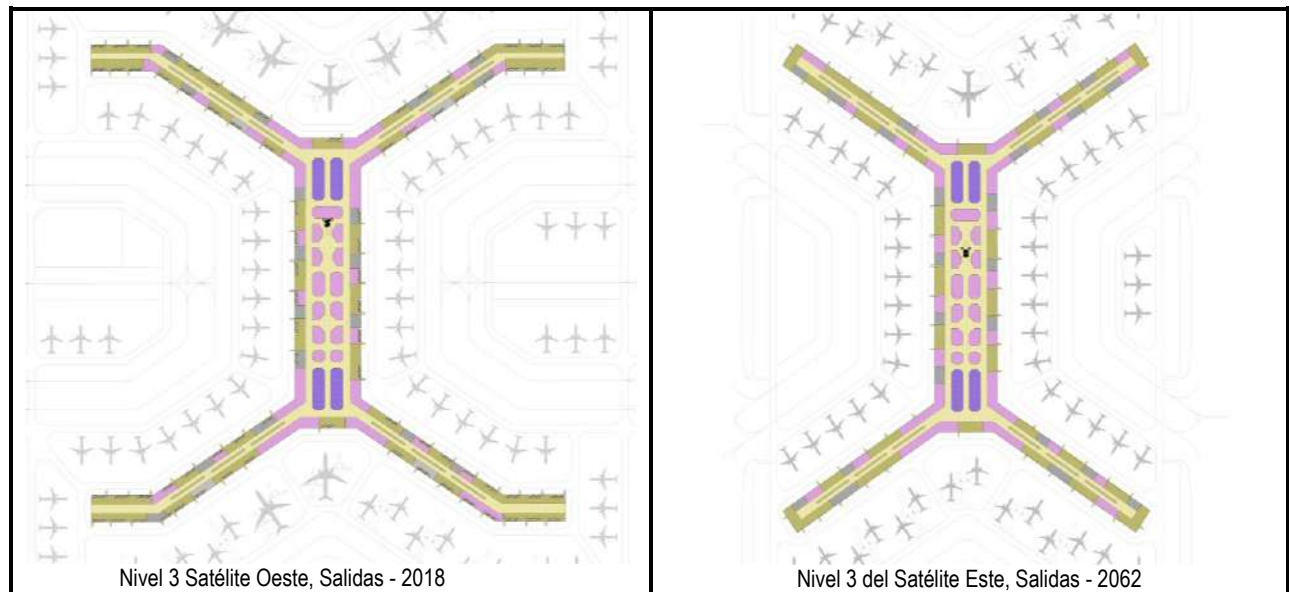 Nivel 3 Satélite Oeste, Salidas - 2018
Nivel 3 del Satélite Este, Salidas - 2062